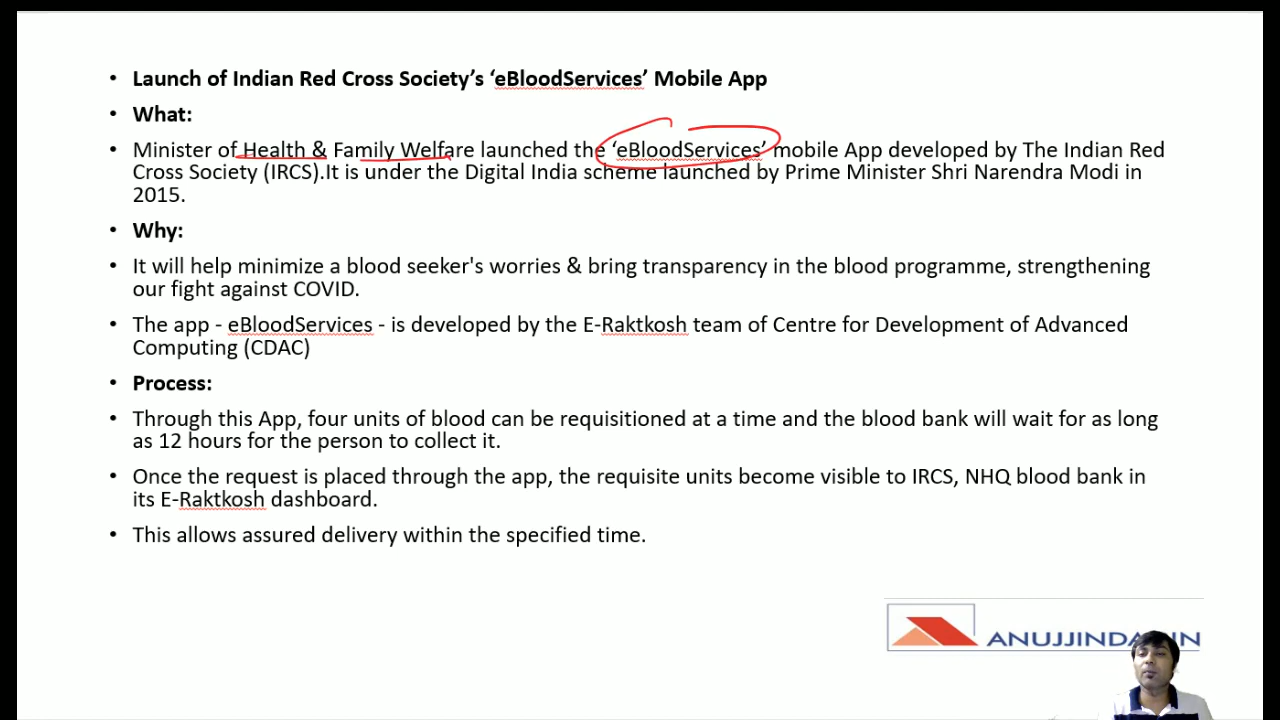 • Launch of Indian Red Cross Society's 'eBloodServices' Mobile App
• What:
• Minister of Health & Family Welfare launched the 'eBloodServices' mobile App developed by The Indian Red
Cross Society (IRCS).It is under the Digital India scheme launched by Prime Minister Shri Narendra Modi in
2015.
• Why:
• It will help minimize a blood seeker's worries & bring transparency in the blood programme, strengthening
our fight against COVID.
• The app - eBloodServices - is developed by the E-Raktkosh team of Centre for Development of Advanced
Computing (CDAC)
• Process:
• Through this App, four units of blood can be requisitioned at a time and the blood bank will wait for as long
as 12 hours for the person to collect it.
• Once the request is placed through the app, the requisite units become visible to IRCS, NHQ blood bank in
its E-Raktkosh dashboard.
• This allows assured delivery within the specified time.